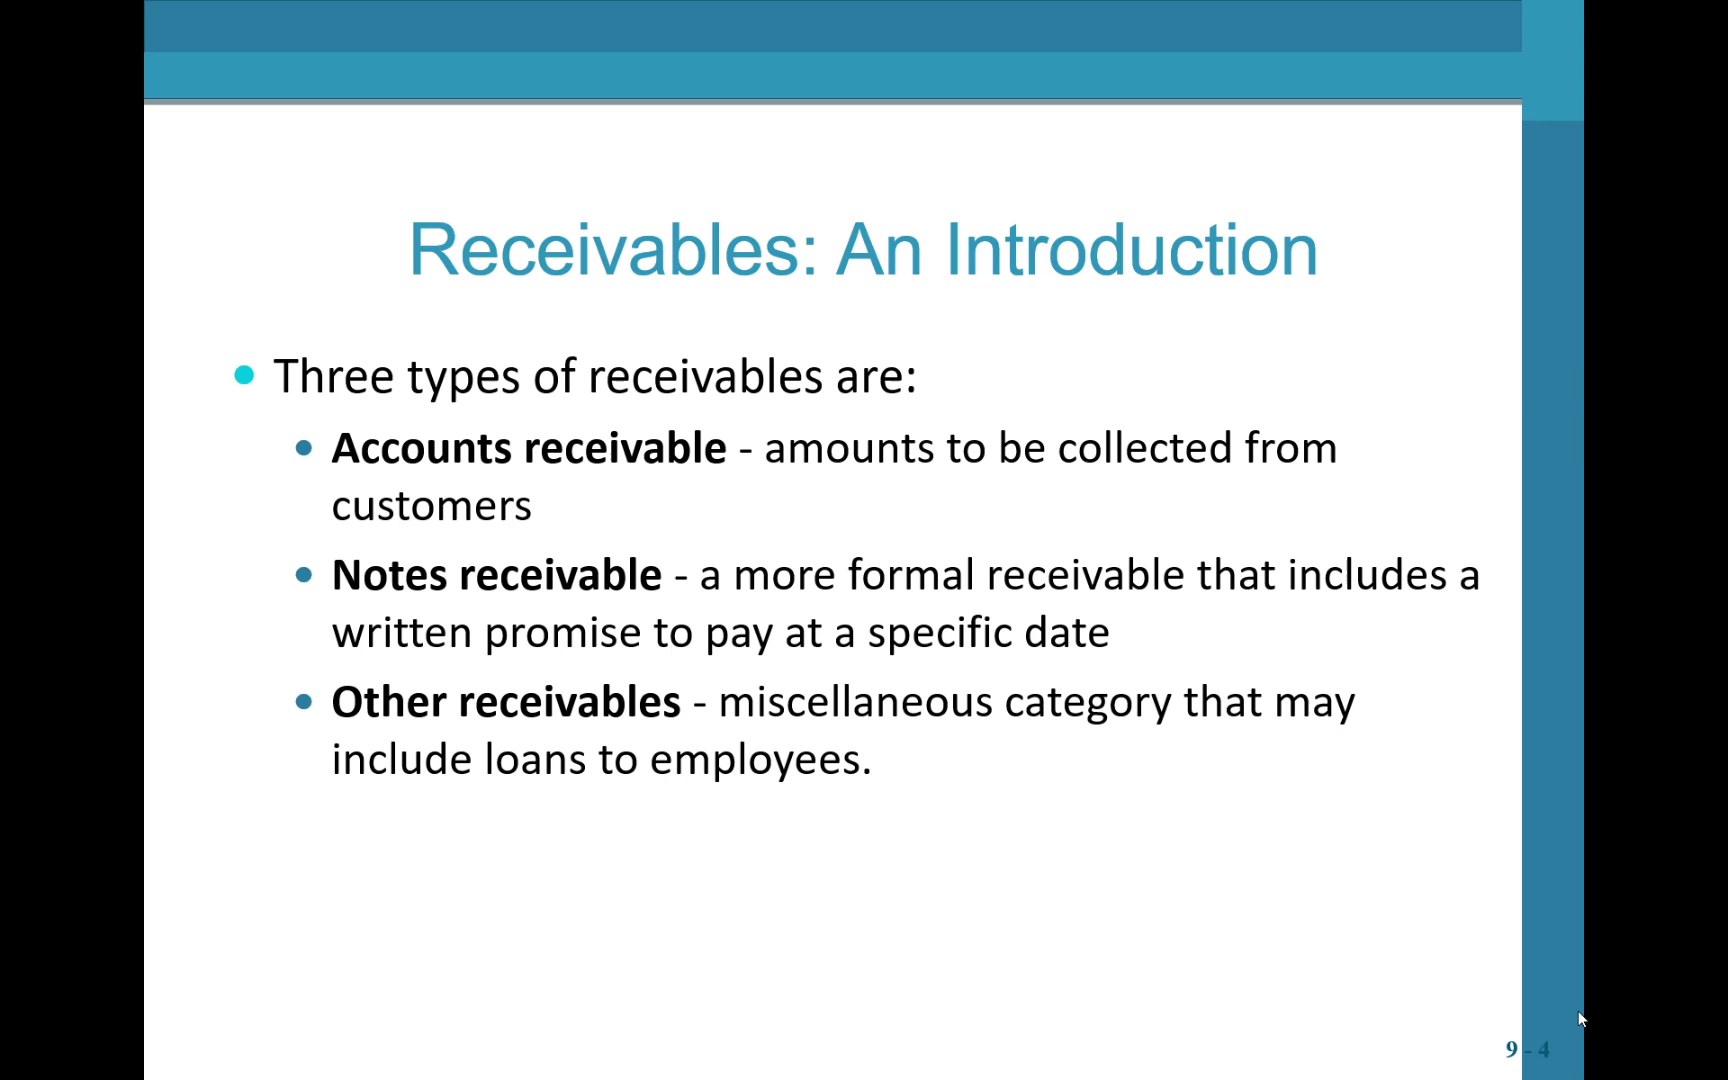 Receivables: An Introduction
• Three types of receivables are:
• Accounts receivable - amounts to be collected from
customers
• Notes receivable - a more formal receivable that includes a
written promise to pay at a specific date
• Other receivables - miscellaneous category that may
include loans to employees.
9 - 4